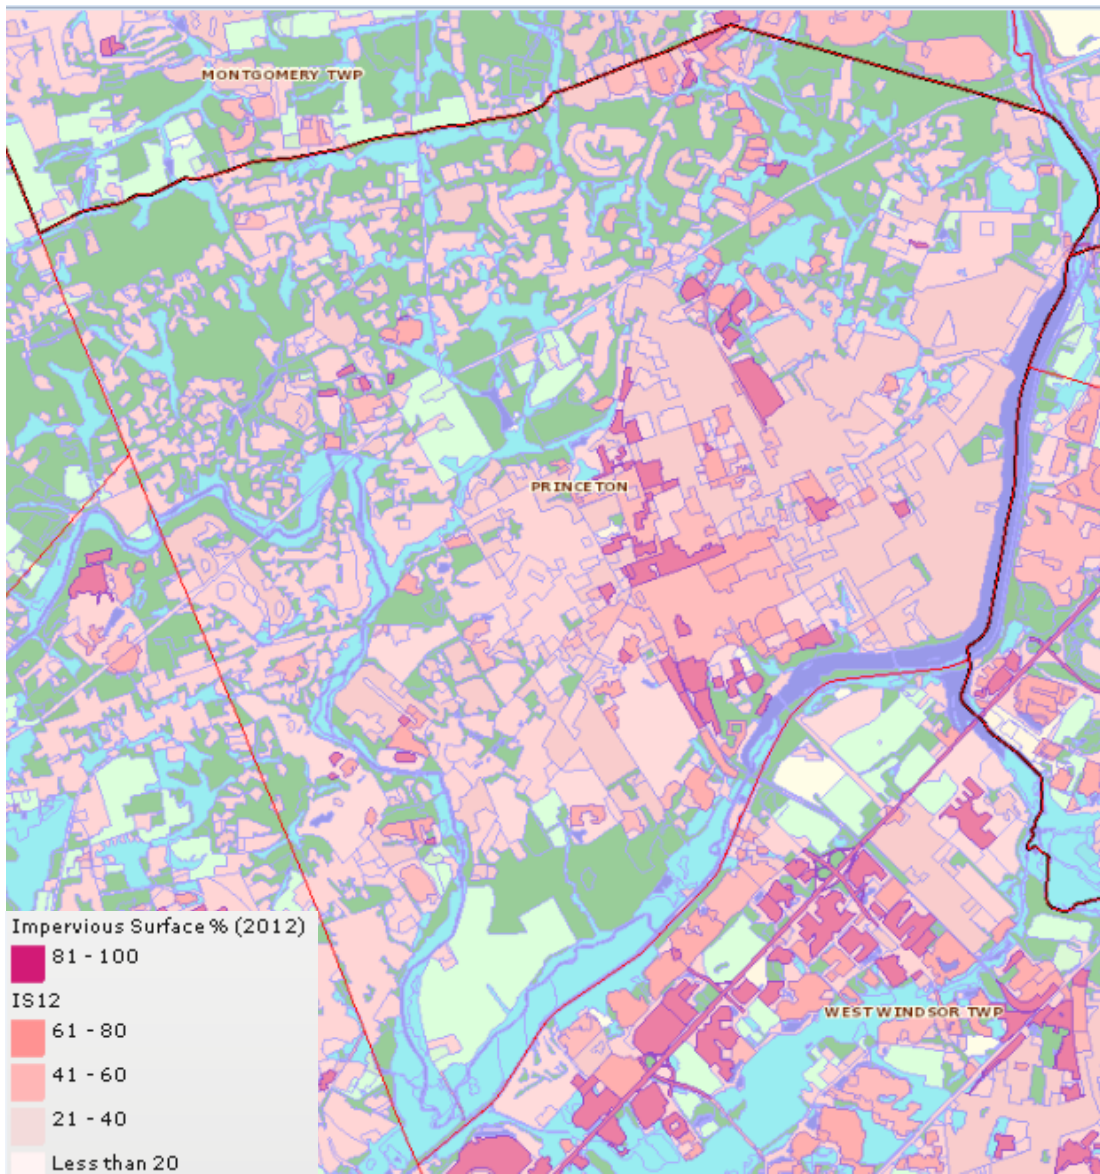 MONTGOMERY TWP
PRINCETON
Impervious Surface % (2012)
81 - 100
IS12
61 - 80
41 - 60
21 - 40
Less than 20
WEST WINDSOR TWP